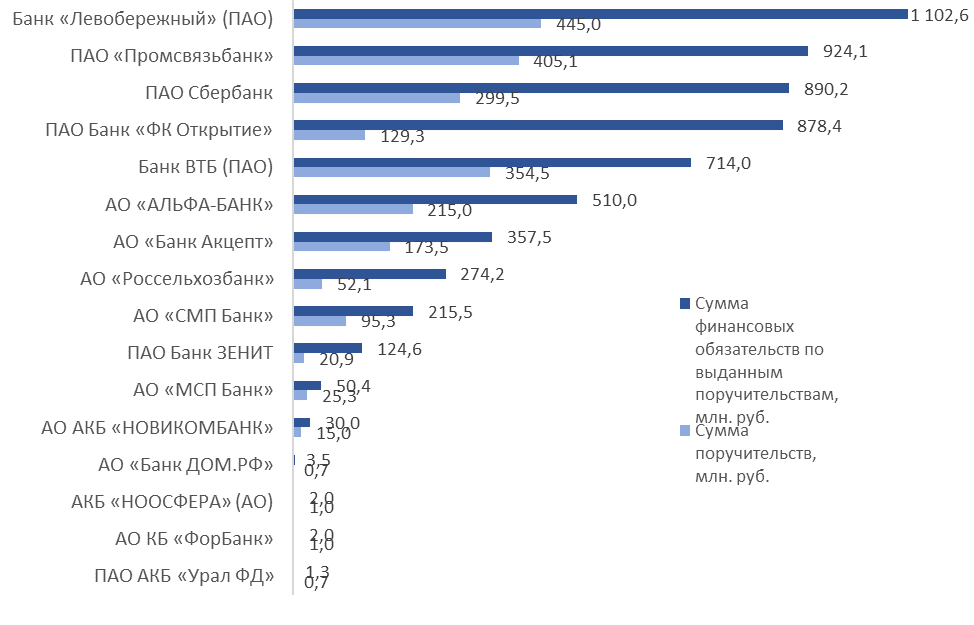 Банк «Левобережный» (ПАО)
1 102,6
445,0
ПАО «Промсвязьбанк»
924,1
405,1
ПАО Сбербанк
890,2
299,5
ПАО Банк «ФК Открытие»
878,4
129,3
Банк ВТБ (ПАО)
714,0
354,5
АО «АЛЬФА-БАНК»
510,0
215,0
АО «Банк Акцепт»
357,5
173,5
АО «Россельхозбанк»
274,2
52,1
АО «СМП Банк»
215,5
95,3
ПАО Банк ЗЕНИТ
124,6
20,9
АО «МСП Банк»
50,4
25,3
АО АКБ «НОВИКОМБАНК»
30,0
15,0
АО «Банк ДОМ.РФ»
3,5
0,7
АКБ «НООСФЕРА» (АО)
2,0
1,0
АО КБ «ФорБанк»
2,0
1,0
ПАО АКБ «Урал ФД»
1,3
0,7
Сумма
финансовых
обязательств по
выданным
поручительствам,
млн. руб.
Сумма
поручительств,
млн. руб.